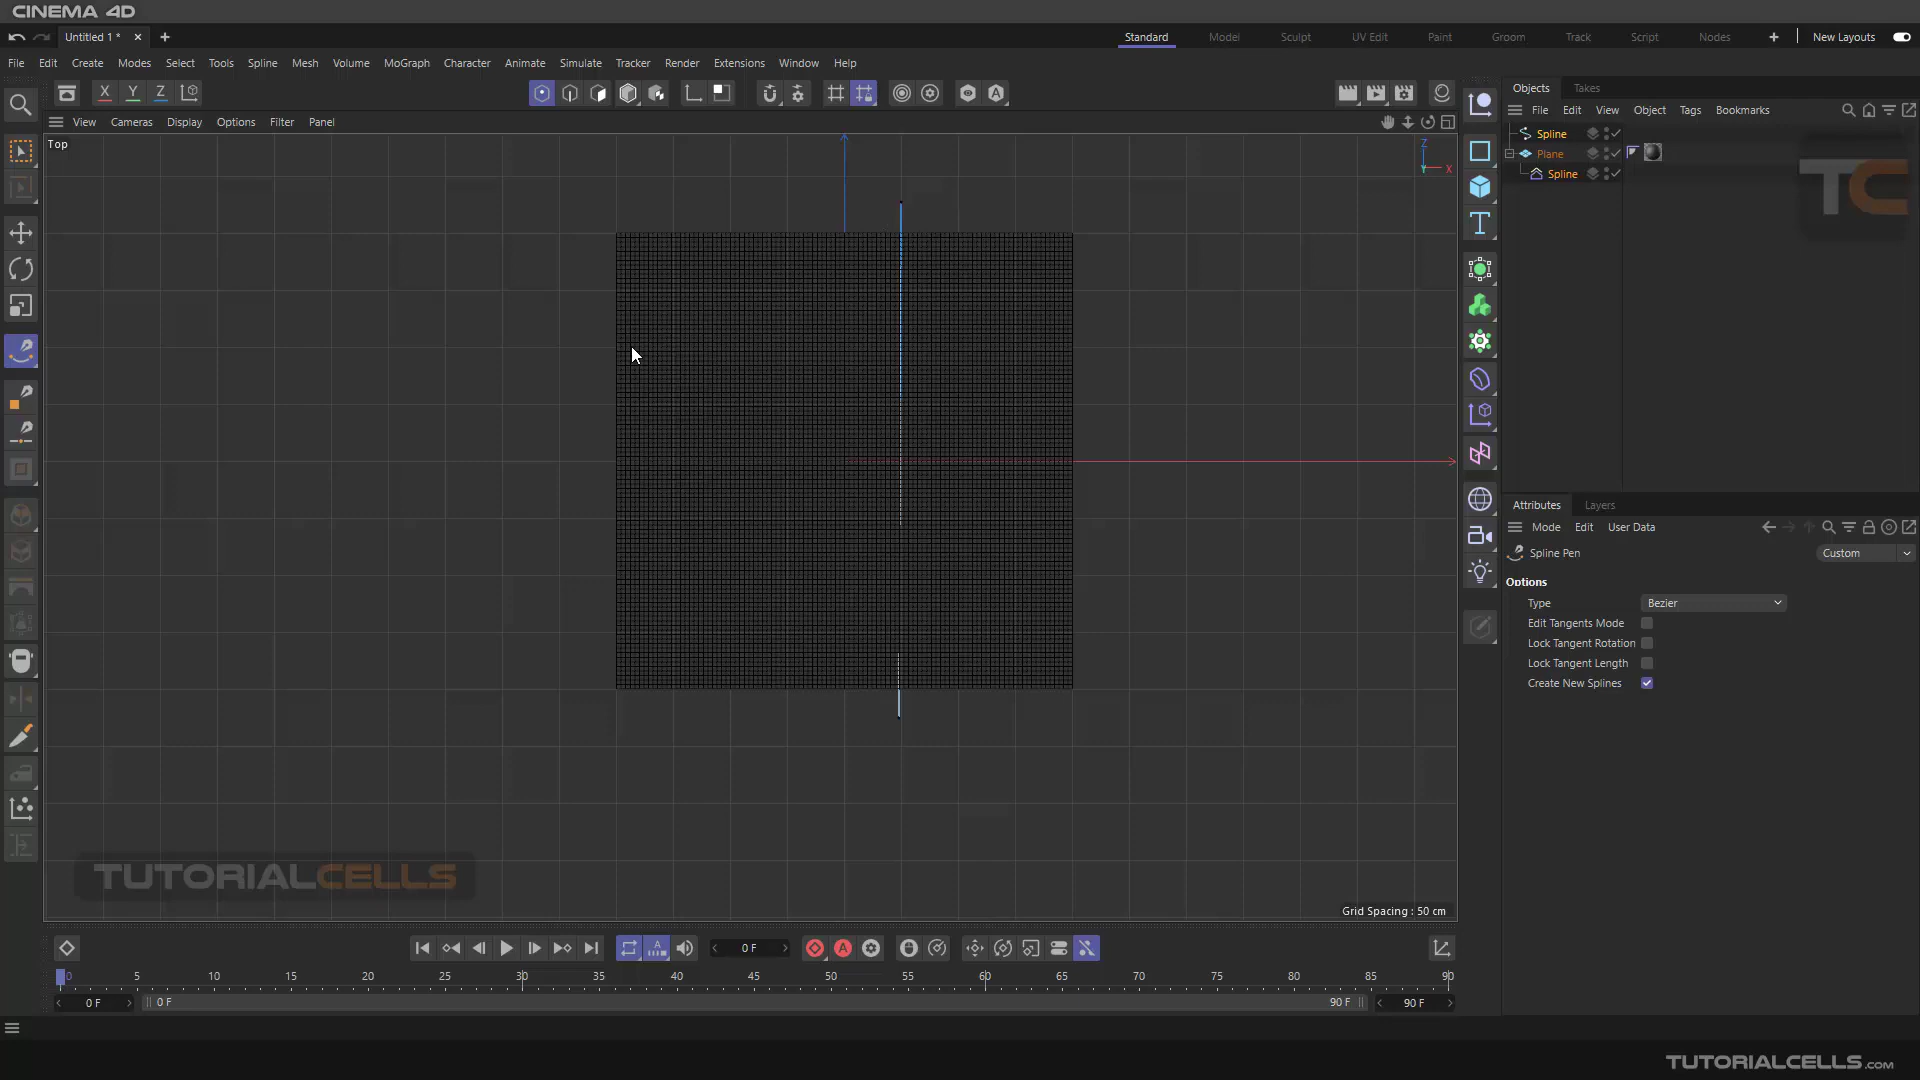 CINEMA 4D
Untitled 1 *
Standard Model Sculpt UV Edit Paint Groom Track Script Nodes New Layouts
File Edit Create Modes Select Tools Spline Mesh Volume MoGraph Character Animate Simulate Tracker Render Extensions Window Help
X Y Z
Objects Takes
File Edit View Object Tags Bookmarks
View Cameras Display Options Filter Panel
Top
Z
Y X
Spline
Plane
Spline
TC
Attributes Layers
Mode Edit User Data
Spline Pen Custom
Options
Type Bezier
Edit Tangents Mode
Lock Tangent Rotation
Lock Tangent Length
Create New Splines
TUTORIALCELLS
Grid Spacing : 50 cm
0 F
0 5 10 15 20 25 30 35 40 45 50 55 60 65 70 75 80 85 90
0 F 0 F 90 F 90 F
TUTORIALCELLS.COM